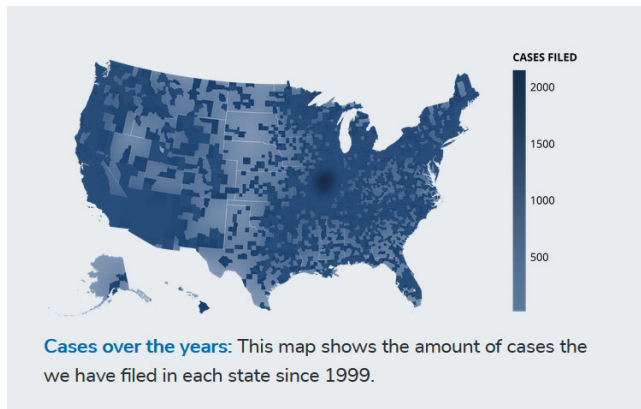 CASES FILED
2000
1500
1000
500
Cases over the years: This map shows the amount of cases the
we have filed in each state since 1999.